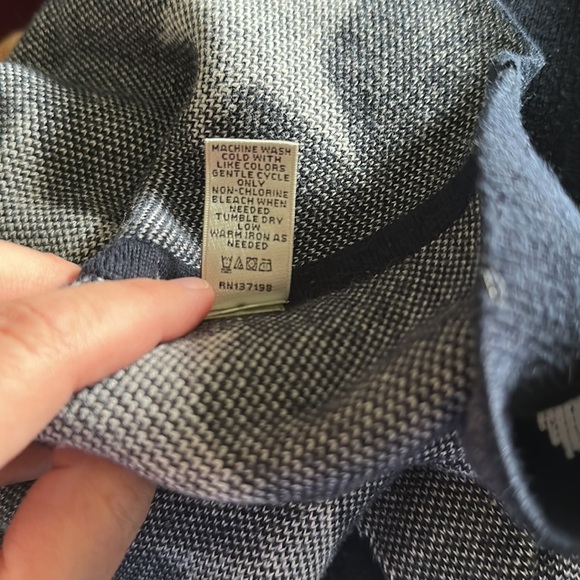 MACHINE WASH
COLD WITH
LIKE COLORS
GENTLE CYCLE
ONLY
NON-CHLORINE
BLEACH WHEN
NEEDED
TUMBLE DRY
LOW
WARM IRON AS
NEEDED
RN137198